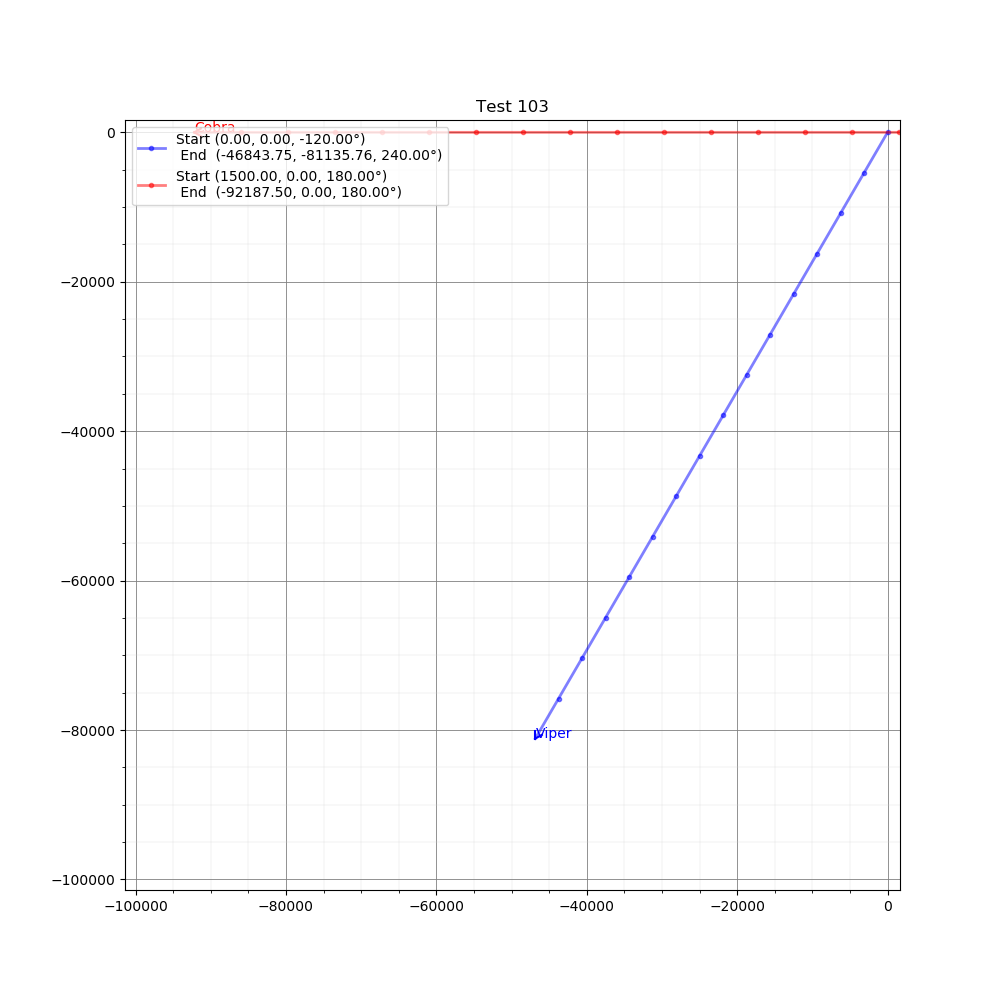 Test 103
Cobra
Start (0.00, 0.00, -120.00°)
End (-46843.75, -81135.76, 240.00°)
Start (1500.00, 0.00, 180.00°)
End (-92187.50, 0.00, 180.00°)
0
−20000
−40000
−60000
−80000
−100000
Viper
−100000
−80000
−60000
−40000
−20000
0